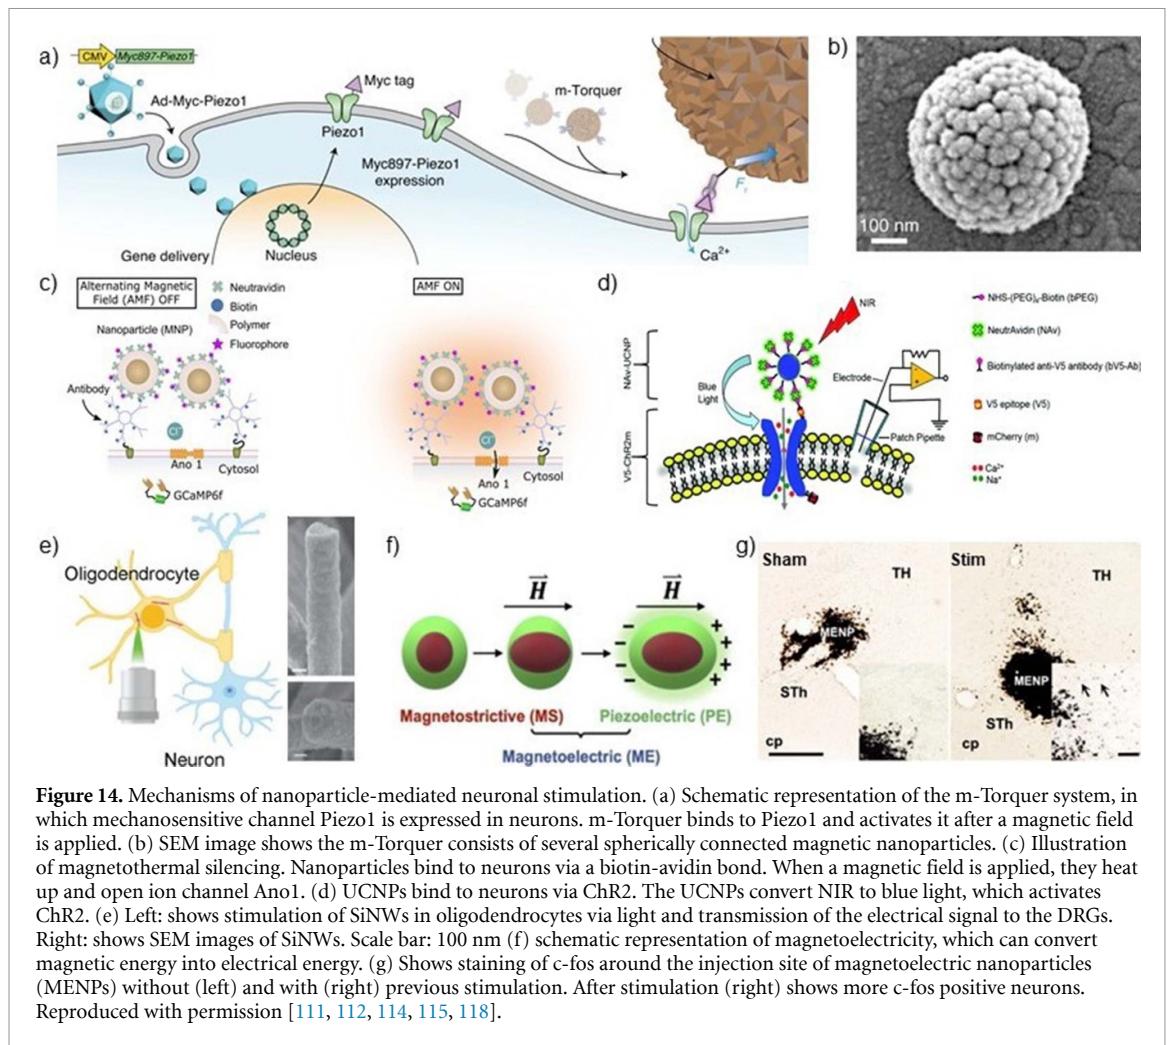 a)
CMV
Myc897-Piezo1
Ad-Myc-Piezo1
Myc tag
Piezo1
Myc897-Piezo1
expression
m-Torquer
Ca²⁺
Gene delivery
Nucleus
b)
100 nm
c)
Alternating Magnetic
Field (AMF) OFF
Neutravidin
Biotin
Polymer
Fluorophore
Nanoparticle (MNP)
Antibody
Cl⁻
Ano 1
Cytosol
GCaMP6f
AMF ON
Cl⁻
Ano 1
Cytosol
GCaMP6f
d)
NAv-UCNP
V5-ChR2m
NIR
Blue
Light
Electrode
Patch Pipette
NeutrAvidin (NAv)
Biotinylated anti-V5 antibody (bV5-Ab)
V5 epitope (V5)
mCherry (m)
Ca²⁺
Na⁺
e)
Oligodendrocyte
Neuron
f)
H
H
Magnetostrictive (MS)
Piezoelectric (PE)
Magnetoelectric (ME)
g)
Sham
TH
MENP
STh
cp
Stim
TH
MENP
STh
cp
Figure 14. Mechanisms of nanoparticle-mediated neuronal stimulation. (a) Schematic representation of the m-Torquer system, in
which mechanosensitive channel Piezo1 is expressed in neurons. m-Torquer binds to Piezo1 and activates it after a magnetic field
is applied. (b) SEM image shows the m-Torquer consists of several spherically connected magnetic nanoparticles. (c) Illustration
of magnetothermal silencing. Nanoparticles bind to neurons via a biotin-avidin bond. When a magnetic field is applied, they heat
up and open ion channel Ano1. (d) UCNPs bind to neurons via ChR2. The UCNPs convert NIR to blue light, which activates
ChR2. (e) Left: shows stimulation of SiNWs in oligodendrocytes via light and transmission of the electrical signal to the DRGs.
Right: shows SEM images of SiNWs. Scale bar: 100 nm (f) schematic representation of magnetoelectricity, which can convert
magnetic energy into electrical energy. (g) Shows staining of c-fos around the injection site of magnetoelectric nanoparticles
(MENPs) without (left) and with (right) previous stimulation. After stimulation (right) shows more c-fos positive neurons.
Reproduced with permission [111, 112, 114, 115, 118].